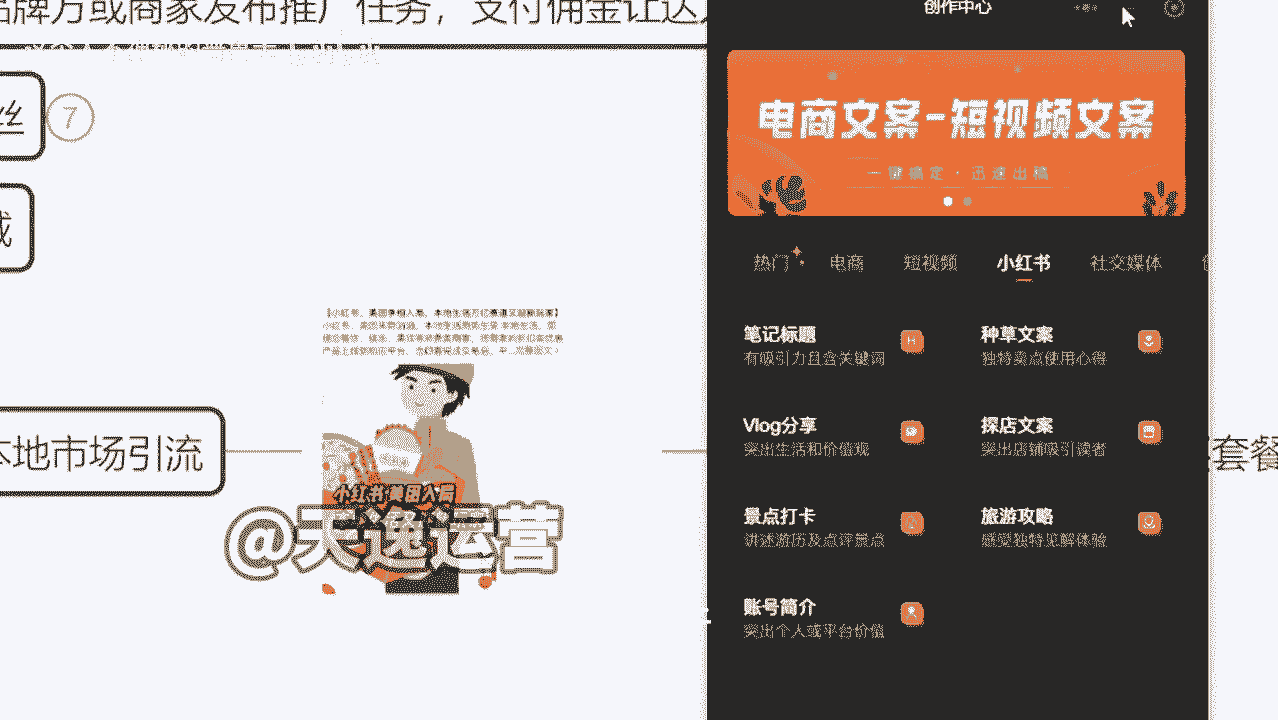 品牌方或商家发布推广任务，支付佣金让达
丝
7
本地市场引流
套餐
小红书美团入局
@天逸运营
创作中心
电商文案-短视频文案
一键搞定·迅速出稿
热门 电商 短视频 小红书 社交媒体
笔记标题 种草文案
有吸引力且含关键词 独特卖点使用心得
Vlog分享 探店文案
突出生活和价值观 突出店铺吸引读者
景点打卡 旅游攻略
讲述游历及点评景点 感受独特见解体验
账号简介
突出个人或平台价值